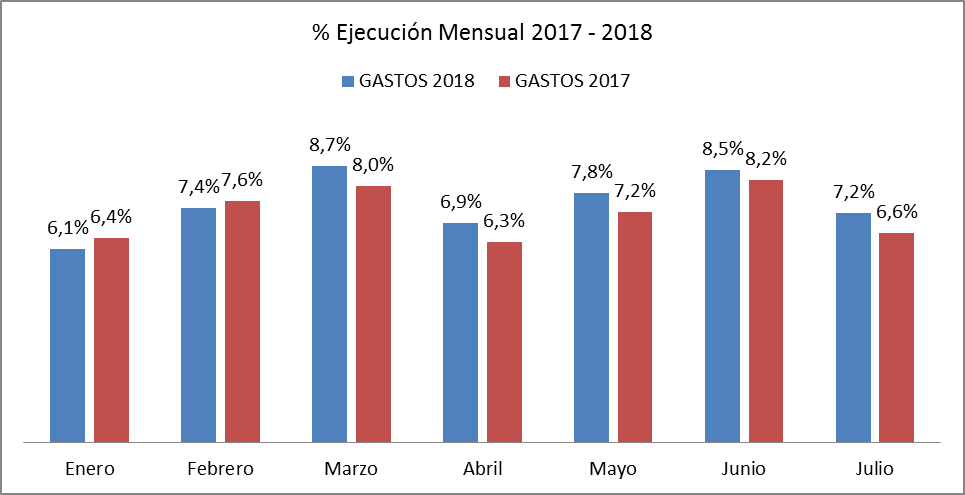 % Ejecución Mensual 2017 - 2018
GASTOS 2018 GASTOS 2017
6,1% 6,4% 7,4% 7,6% 8,7% 8,0% 6,9% 6,3% 7,8% 7,2% 8,5% 8,2% 7,2% 6,6%
Enero Febrero Marzo Abril Mayo Junio Julio